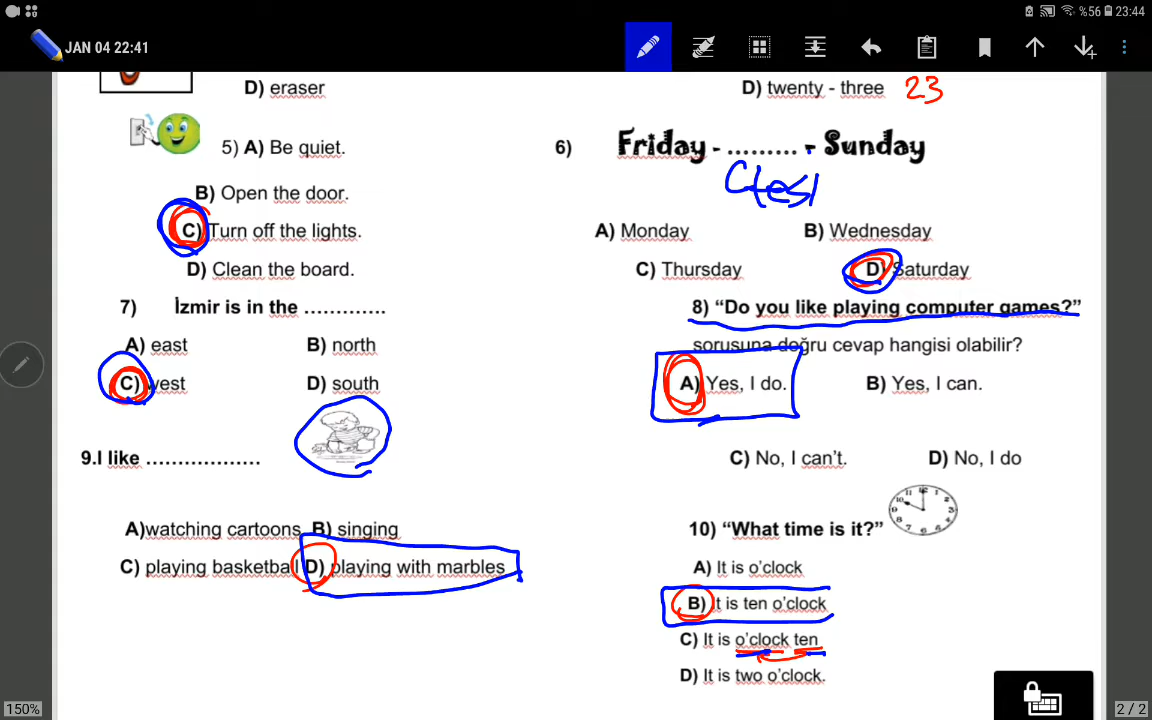 %56 23:44
JAN 04 22:41
D) eraser
D) twenty - three 23
5) A) Be quiet.
B) Open the door.
C) Turn off the lights.
D) Clean the board.
6) Friday - ......... - Sunday
Ctesi
A) Monday B) Wednesday
C) Thursday D) Saturday
7) İzmir is in the ………….
A) east B) north
C) west D) south
8) “Do you like playing computer games?”
sorusuna doğru cevap hangisi olabilir?
A) Yes, I do. B) Yes, I can.
C) No, I can’t. D) No, I do
9.I like ………………
A)watching cartoons B) singing
C) playing basketball D) playing with marbles
10) “What time is it?”
A) It is o’clock
B) It is ten o’clock
C) It is o’clock ten
D) It is two o’clock.
150%
2 / 2